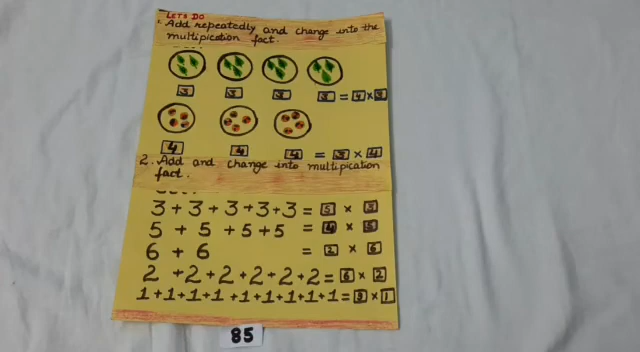 LET'S DO
1. Add repeatedly and change into the
multipication fact.
3 3 3 3 = 4 × 3
4 4 4 = 3 × 4
2. Add and change into multipication
fact.
3 + 3 + 3 + 3 + 3 = 5 × 3
5 + 5 + 5 + 5 = 4 × 5
6 + 6 = 2 × 6
2 + 2 + 2 + 2 + 2 + 2 = 6 × 2
1+1+1+1+1+1+1+1+1=9×1
85